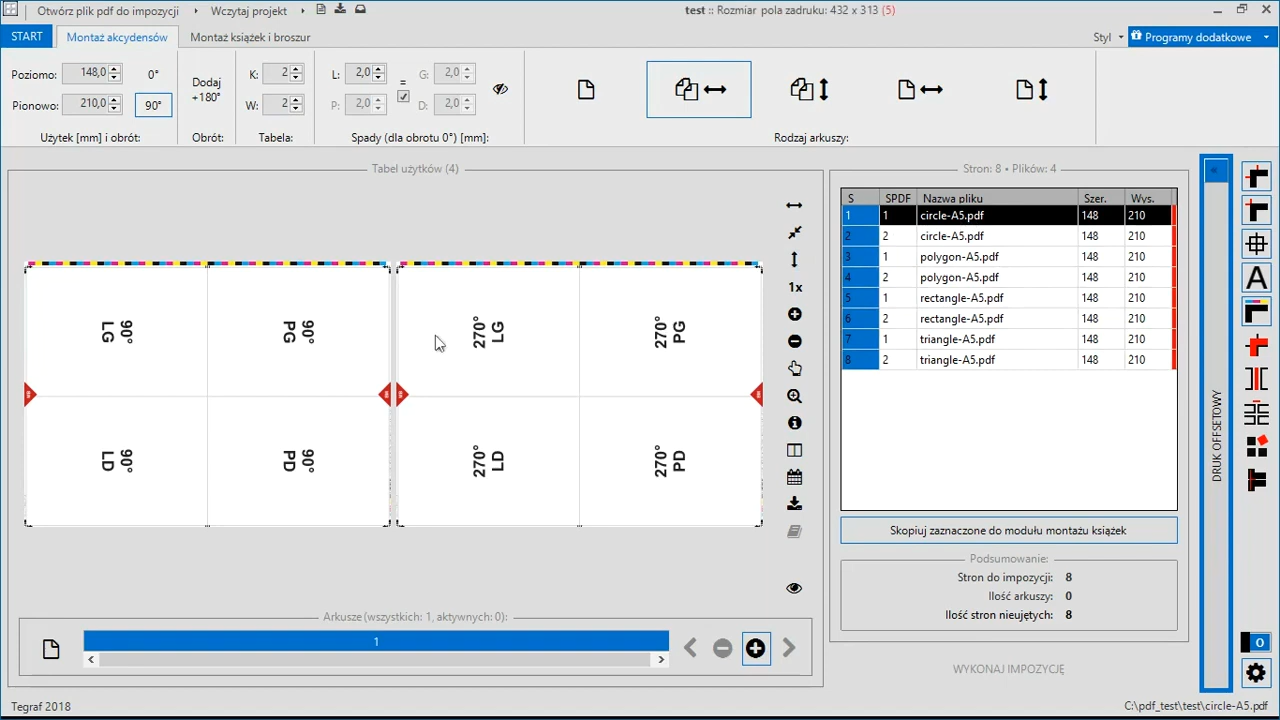 Otwórz plik pdf do impozycji
Wczytaj projekt
test :: Rozmiar pola zadruku: 432 x 313 (5)
START
Montaż akcydensów
Montaż książek i broszur
Styl
Programy dodatkowe
Poziomo: 148,0 0°
Pionowo: 210,0 90°
Użytek [mm] i obrót:
Dodaj
+180°
Obrót:
K: 2
W: 2
Tabela:
L: 2,0 = G: 2,0
P: 2,0 D: 2,0
Spady (dla obrotu 0°) [mm]:
Rodzaj arkuszy:
Tabel użytków (4)
90°
LG
90°
PG
270°
LG
270°
PG
90°
LD
90°
PD
270°
LD
270°
PD
1x
Stron: 8 • Plików: 4
S SPDF Nazwa pliku Szer. Wys.
1 1 circle-A5.pdf 148 210
2 2 circle-A5.pdf 148 210
3 1 polygon-A5.pdf 148 210
4 2 polygon-A5.pdf 148 210
5 1 rectangle-A5.pdf 148 210
6 2 rectangle-A5.pdf 148 210
7 1 triangle-A5.pdf 148 210
8 2 triangle-A5.pdf 148 210
Skopiuj zaznaczone do modułu montażu książek
Podsumowanie:
Stron do impozycji: 8
Ilość arkuszy: 0
Ilość stron nieujętych: 8
WYKONAJ IMPOZYCJĘ
DRUK OFFSETOWY
A
0
Arkusze (wszystkich: 1, aktywnych: 0):
1
Tegraf 2018
C:\pdf_test\test\circle-A5.pdf